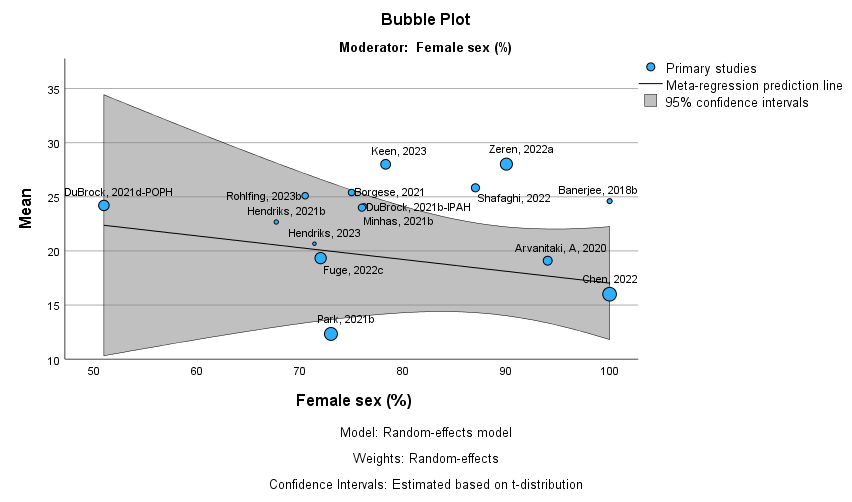 Bubble Plot
Moderator: Female sex (%)
Primary studies
Meta-regression prediction line
95% confidence intervals
35
30
25
20
15
10
Mean
Keen, 2023
Zeren, 2022a
DuBrock, 2021d-POPH
Rohlfing, 2023b
Borgese, 2021
Shafaghi, 2022
Banerjee, 2018b
Hendriks, 2021b
DuBrock, 2021b-IPAH
Minhas, 2021b
Hendriks, 2023
Arvanitaki, A, 2020
Fuge, 2022c
Chen, 2022
Park, 2021b
50 60 70 80 90 100
Female sex (%)
Model: Random-effects model
Weights: Random-effects
Confidence Intervals: Estimated based on t-distribution